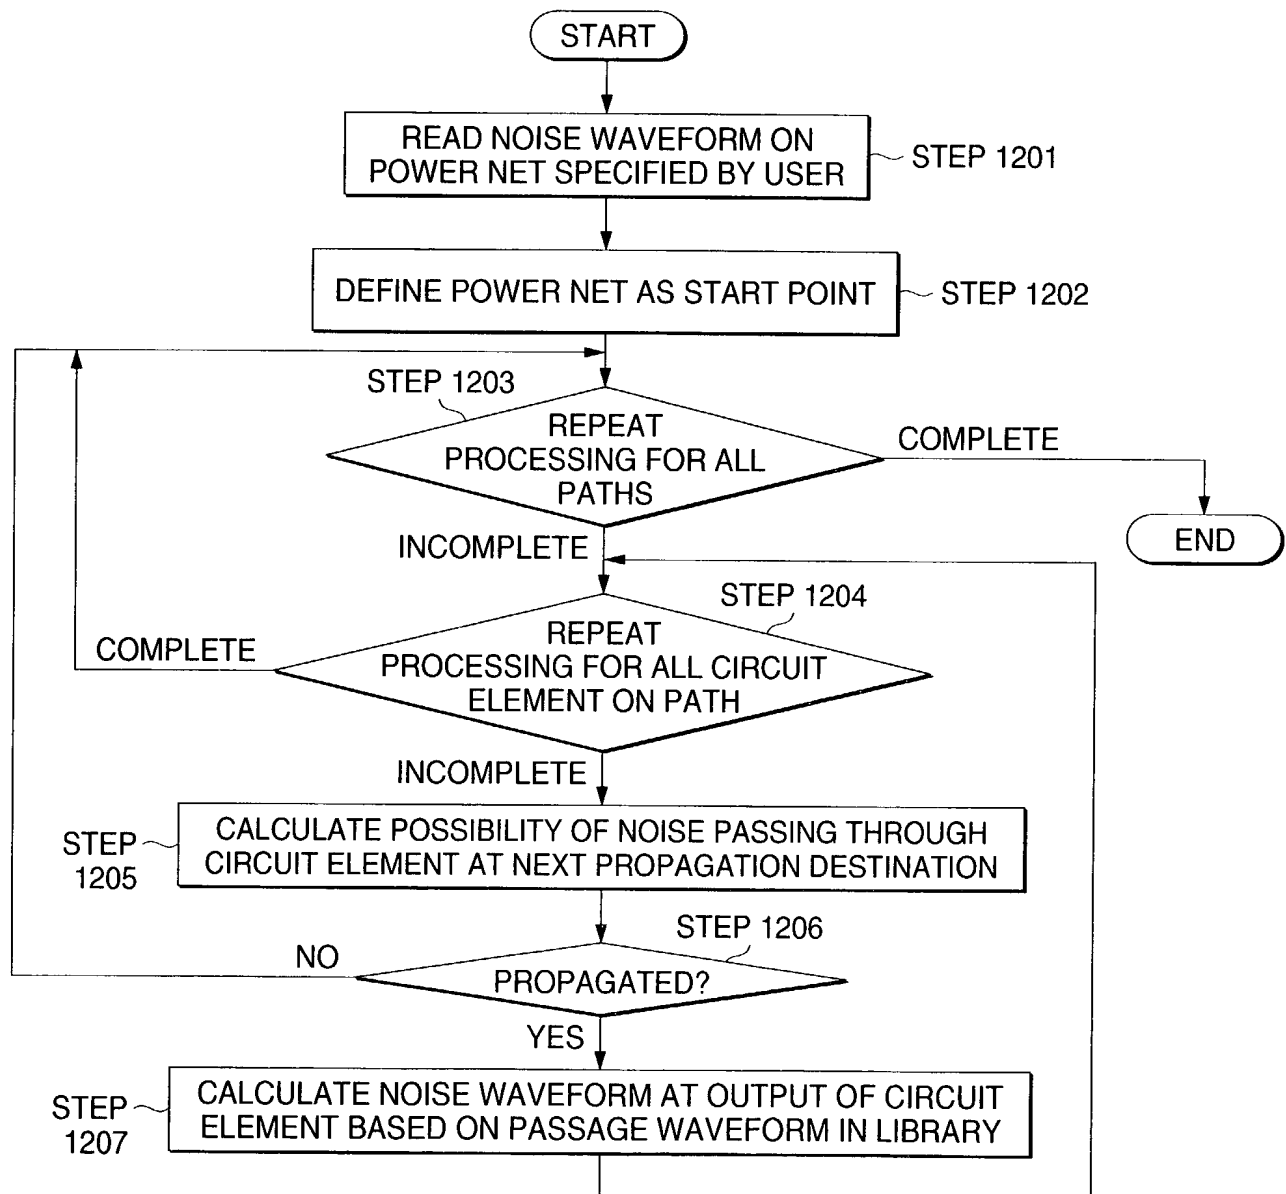 START
READ NOISE WAVEFORM ON
POWER NET SPECIFIED BY USER
STEP 1201
DEFINE POWER NET AS START POINT
STEP 1202
STEP 1203
REPEAT
PROCESSING FOR ALL
PATHS
COMPLETE
END
INCOMPLETE
STEP 1204
REPEAT
PROCESSING FOR ALL CIRCUIT
ELEMENT ON PATH
COMPLETE
INCOMPLETE
STEP
1205
CALCULATE POSSIBILITY OF NOISE PASSING THROUGH
CIRCUIT ELEMENT AT NEXT PROPAGATION DESTINATION
STEP 1206
NO
PROPAGATED?
YES
STEP
1207
CALCULATE NOISE WAVEFORM AT OUTPUT OF CIRCUIT
ELEMENT BASED ON PASSAGE WAVEFORM IN LIBRARY